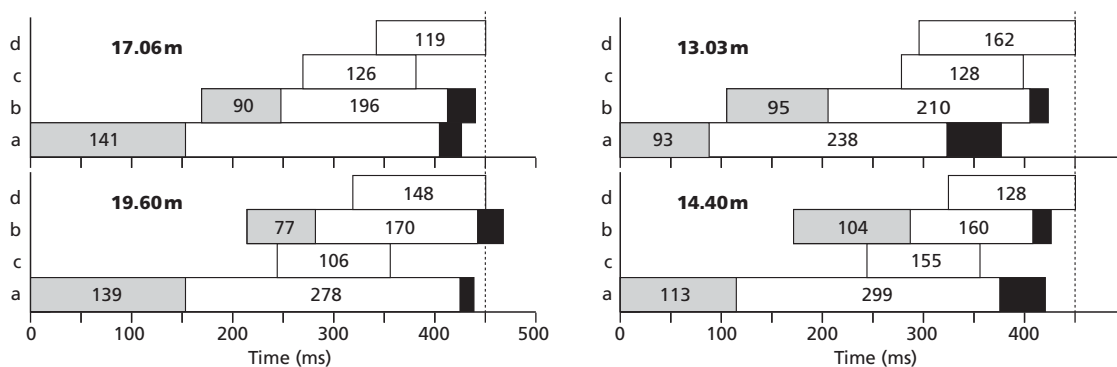 d 119
17.06 m
c 126
b 90 196
a 141
d 148
19.60 m
b 77 170
c 106
a 139 278
0 100 200 300 400 500
Time (ms)
d 162
13.03 m
c 128
b 95 210
a 93 238
d 128
14.40 m
b 104 160
c 155
a 113 299
0 100 200 300 400
Time (ms)